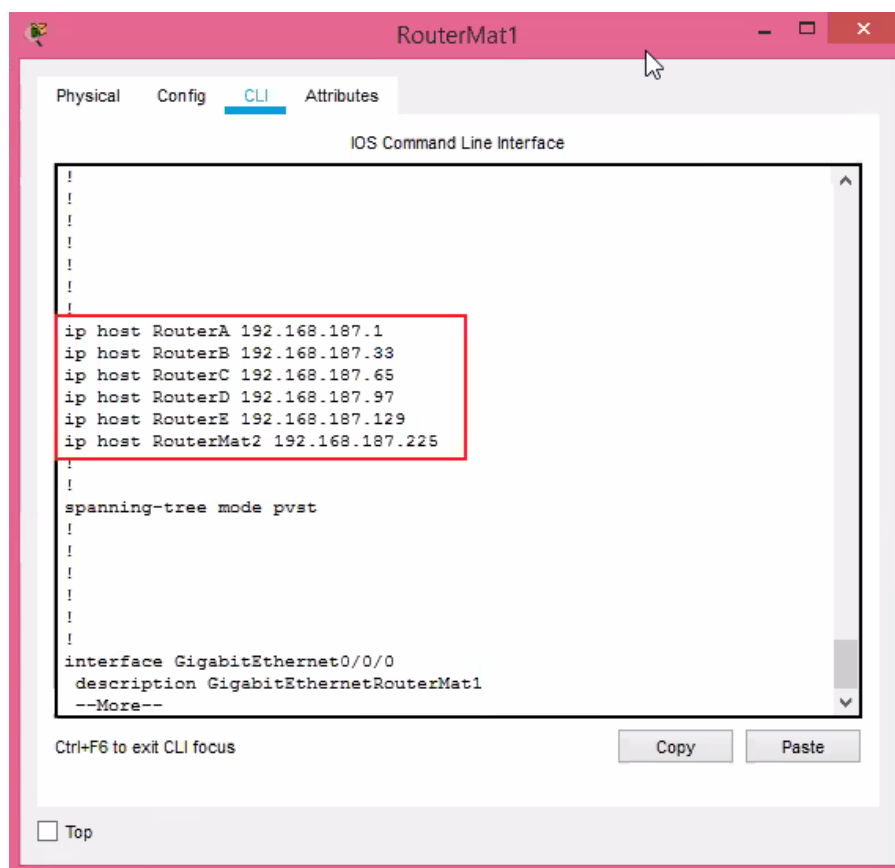 RouterMat1
Physical Config CLI Attributes
IOS Command Line Interface
!
!
!
!
!
!
!
ip host RouterA 192.168.187.1
ip host RouterB 192.168.187.33
ip host RouterC 192.168.187.65
ip host RouterD 192.168.187.97
ip host RouterE 192.168.187.129
ip host RouterMat2 192.168.187.225
!
!
spanning-tree mode pvst
!
!
!
!
!
!
interface GigabitEthernet0/0/0
description GigabitEthernetRouterMat1
--More--
Ctrl+F6 to exit CLI focus
Copy Paste
Top